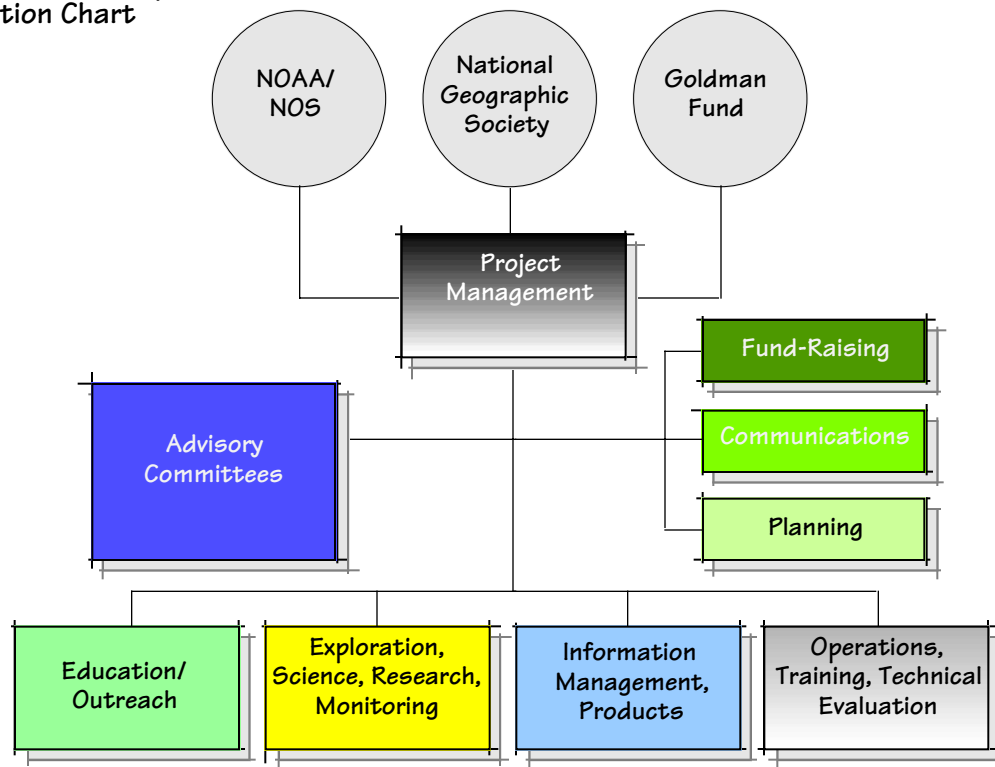 tion Chart
NOAA/
NOS
National
Geographic
Society
Goldman
Fund
Project
Management
Fund-Raising
Advisory
Committees
Communications
Planning
Education/
Outreach
Exploration,
Science, Research,
Monitoring
Information
Management,
Products
Operations,
Training, Technical
Evaluation